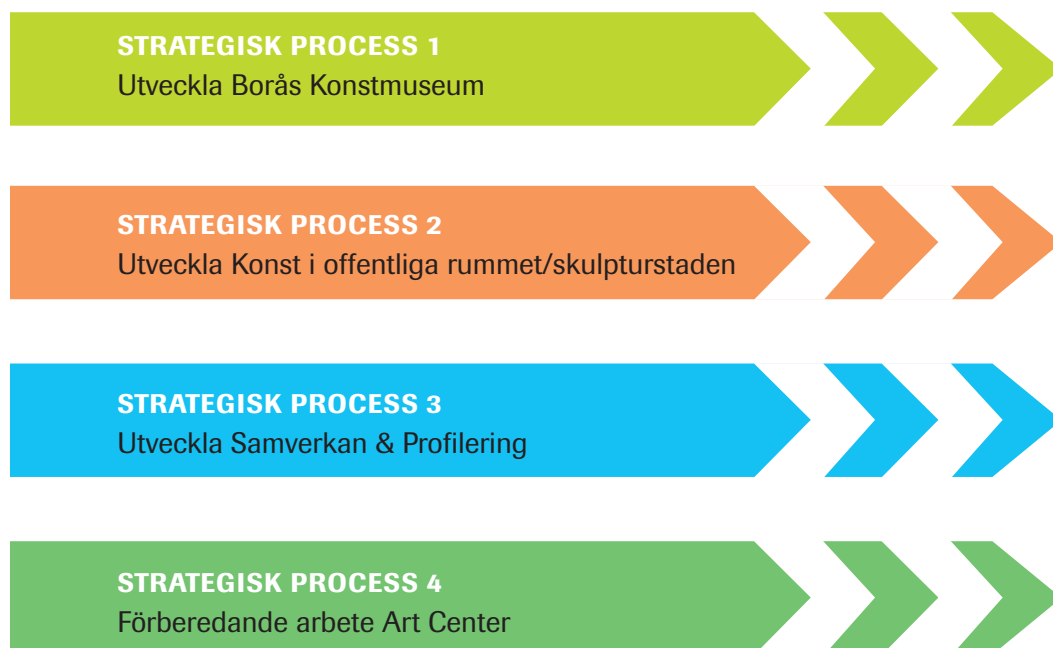 STRATEGISK PROCESS 1
Utveckla Borås Konstmuseum
STRATEGISK PROCESS 2
Utveckla Konst i offentliga rummet/skulpturstaden
STRATEGISK PROCESS 3
Utveckla Samverkan & Profilering
STRATEGISK PROCESS 4
Förberedande arbete Art Center